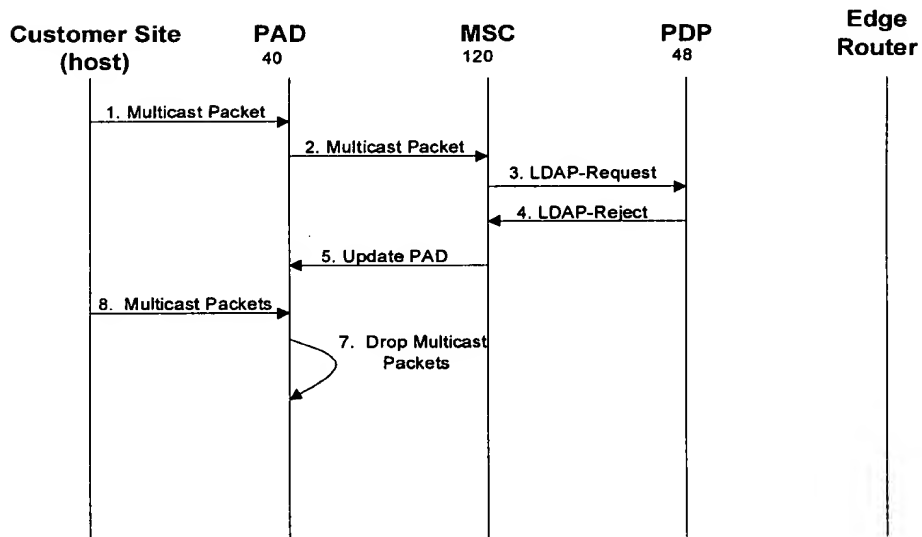 Customer Site
(host)
PAD
40
MSC
120
PDP
48
Edge
Router
1. Multicast Packet
2. Multicast Packet
3. LDAP-Request
4. LDAP-Reject
5. Update PAD
8. Multicast Packets
7. Drop Multicast
Packets